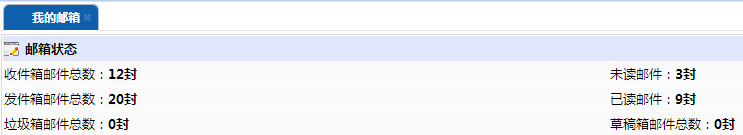 我的邮箱
邮箱状态
收件箱邮件总数：12封 未读邮件：3封
发件箱邮件总数：20封 已读邮件：9封
垃圾箱邮件总数：0封 草稿箱邮件总数：0封